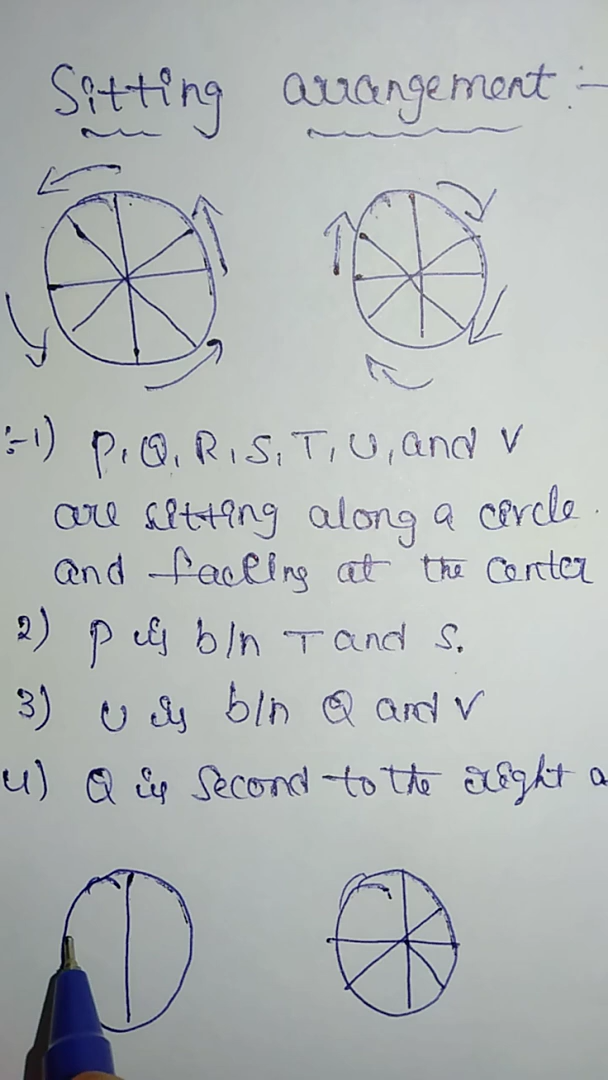 Sitting arrangement :-
:-1) P, Q, R, S, T, U, and V
are sitting along a circle.
and facing at the center
2) P is b/n T and S.
3) U is b/n Q and V
4) Q is second to the right a